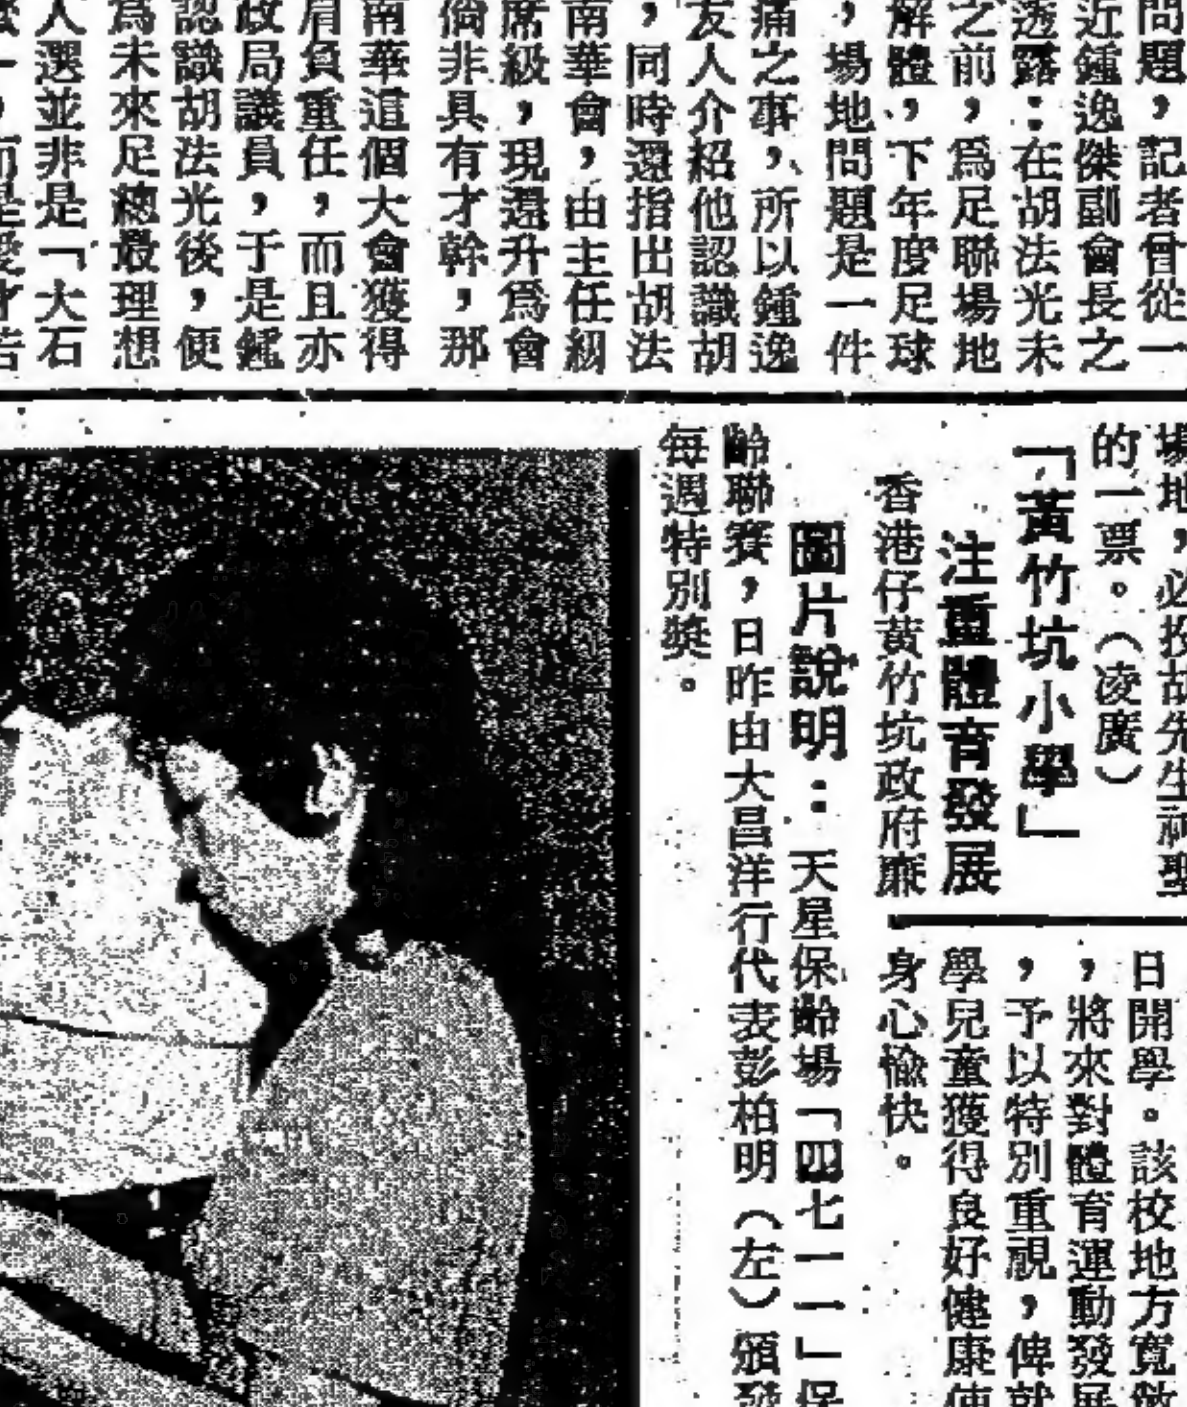 問題，記者曾從一
近鍾逸傑副會長之
透露：在胡法光未
之前，爲足聯場地
解體，下年度足球
，場地問題是一件
痛之事，所以鍾逸
友人介紹他認識胡
，同時還指出胡法
南華會，由主任級
席級，現還升爲會
倘非具有才幹，那
南華這個大會獲得
肩負重任，而且亦
政局議員，于是鍾
認識胡法光後，便
爲未來足總最理想
人選並非是「大石
場地，必投胡先生神聖
的一票。（凌廣）
「黃竹坑小學」
注重體育發展
香港仔黃竹坑政府廉
日開學。該校地方寬敞
，將來對體育運動發展
，予以特別重視，俾就
學兒童獲得良好健康使
身心愉快。
圖片說明：天星保齡場「四七一一」保
齡聯賽，日昨由大昌洋行代表彭柏明（左）頒發
每週特別獎。